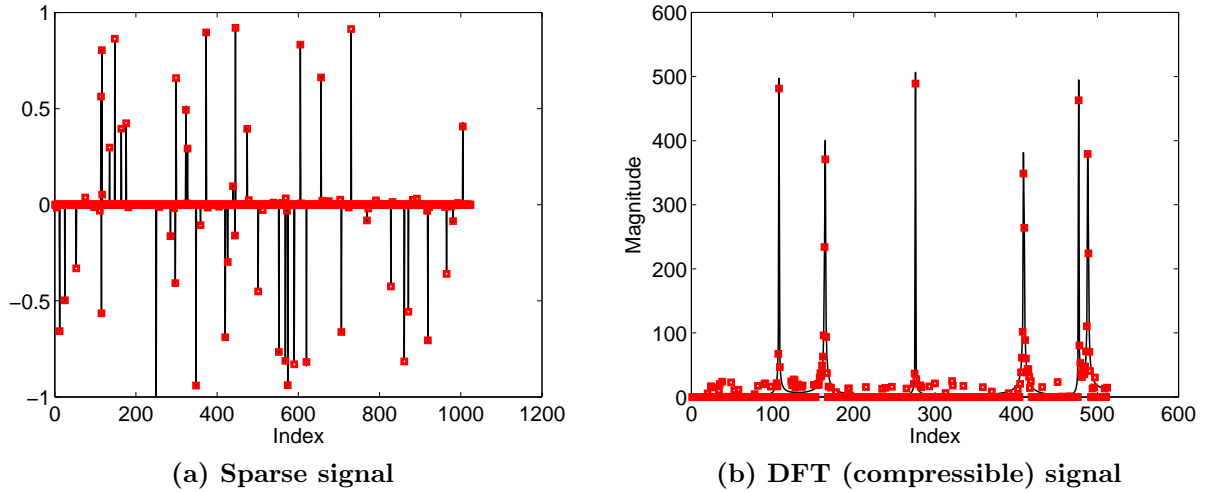 1
0.5
0
−0.5
−1
0 200 400 600 800 1000 1200
Index
(a) Sparse signal
600
500
400
300
200
100
0
Magnitude
0 100 200 300 400 500 600
Index
(b) DFT (compressible) signal